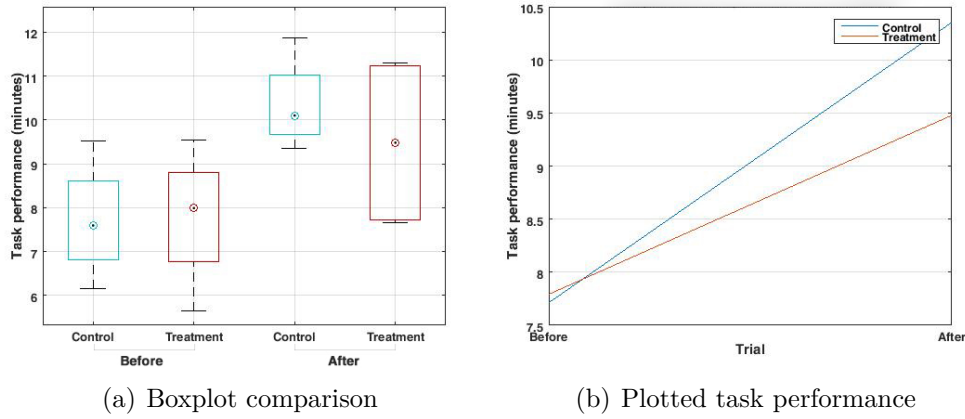 Task performance (minutes)
12
11
10
9
8
7
6
Control Treatment Control Treatment
Before After
(a) Boxplot comparison
Task performance (minutes)
10.5
10
9.5
9
8.5
8
7.5
Control
Treatment
Before After
Trial
(b) Plotted task performance